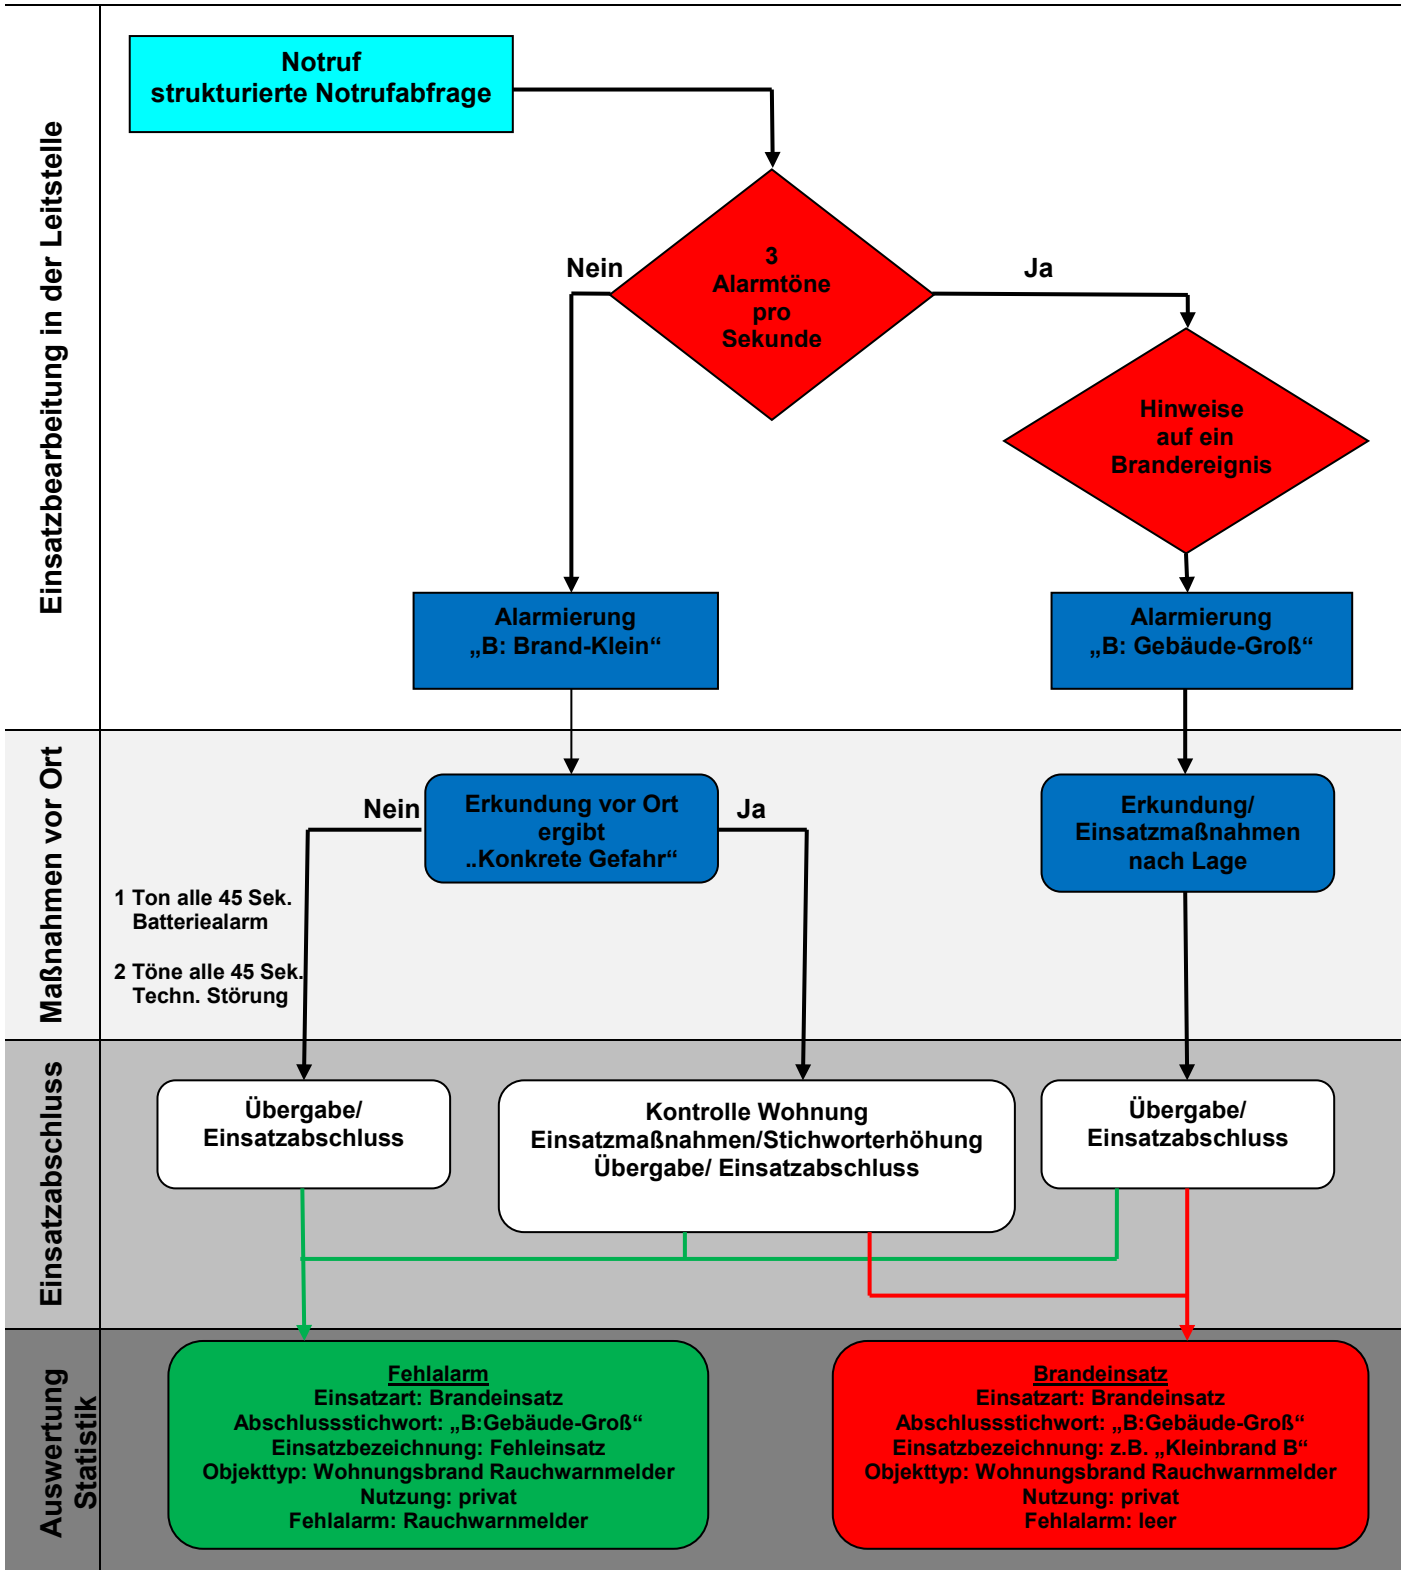 Einsatzbearbeitung in der Leitstelle
Notruf
strukturierte Notrufabfrage
3
Alarmtöne
pro
Sekunde
Nein
Ja
Hinweise
auf ein
Brandereignis
Alarmierung
„B: Brand-Klein“
Alarmierung
„B: Gebäude-Groß“
Maßnahmen vor Ort
Erkundung vor Ort
ergibt
„Konkrete Gefahr“
Nein
Ja
Erkundung/
Einsatzmaßnahmen
nach Lage
1 Ton alle 45 Sek.
Batteriealarm
2 Töne alle 45 Sek.
Techn. Störung
Einsatzabschluss
Übergabe/
Einsatzabschluss
Kontrolle Wohnung
Einsatzmaßnahmen/Stichworterhöhung
Übergabe/ Einsatzabschluss
Übergabe/
Einsatzabschluss
Auswertung
Statistik
Fehlalarm
Einsatzart: Brandeinsatz
Abschlussstichwort: „B:Gebäude-Groß“
Einsatzbezeichnung: Fehleinsatz
Objekttyp: Wohnungsbrand Rauchwarnmelder
Nutzung: privat
Fehlalarm: Rauchwarnmelder
Brandeinsatz
Einsatzart: Brandeinsatz
Abschlussstichwort: „B:Gebäude-Groß“
Einsatzbezeichnung: z.B. „Kleinbrand B“
Objekttyp: Wohnungsbrand Rauchwarnmelder
Nutzung: privat
Fehlalarm: leer